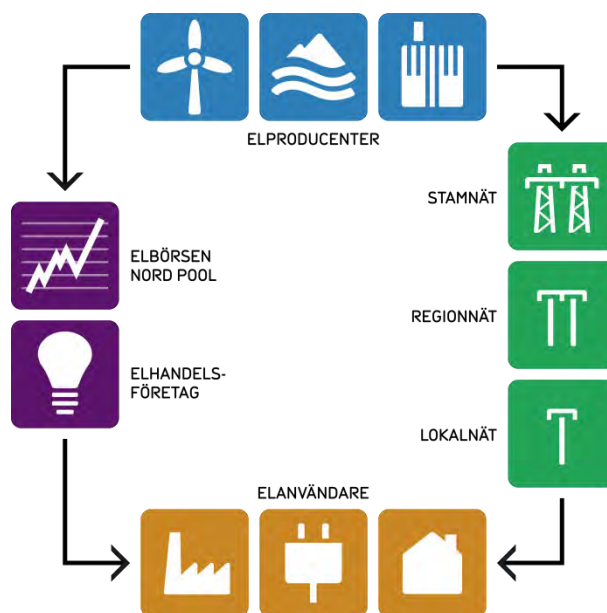 ELPRODUCENTER
STAMNÄT
ELBÖRSEN
NORD POOL
REGIONNÄT
ELHANDELS-
FÖRETAG
LOKALNÄT
ELANVÄNDARE